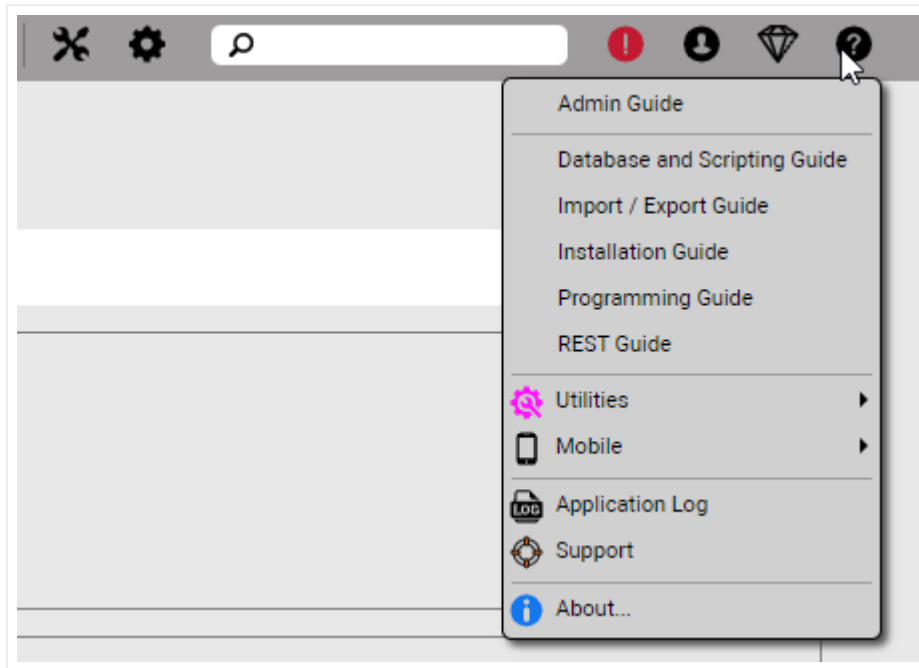 Admin Guide
Database and Scripting Guide
Import / Export Guide
Installation Guide
Programming Guide
REST Guide
Utilities
Mobile
LOG
Application Log
Support
About...